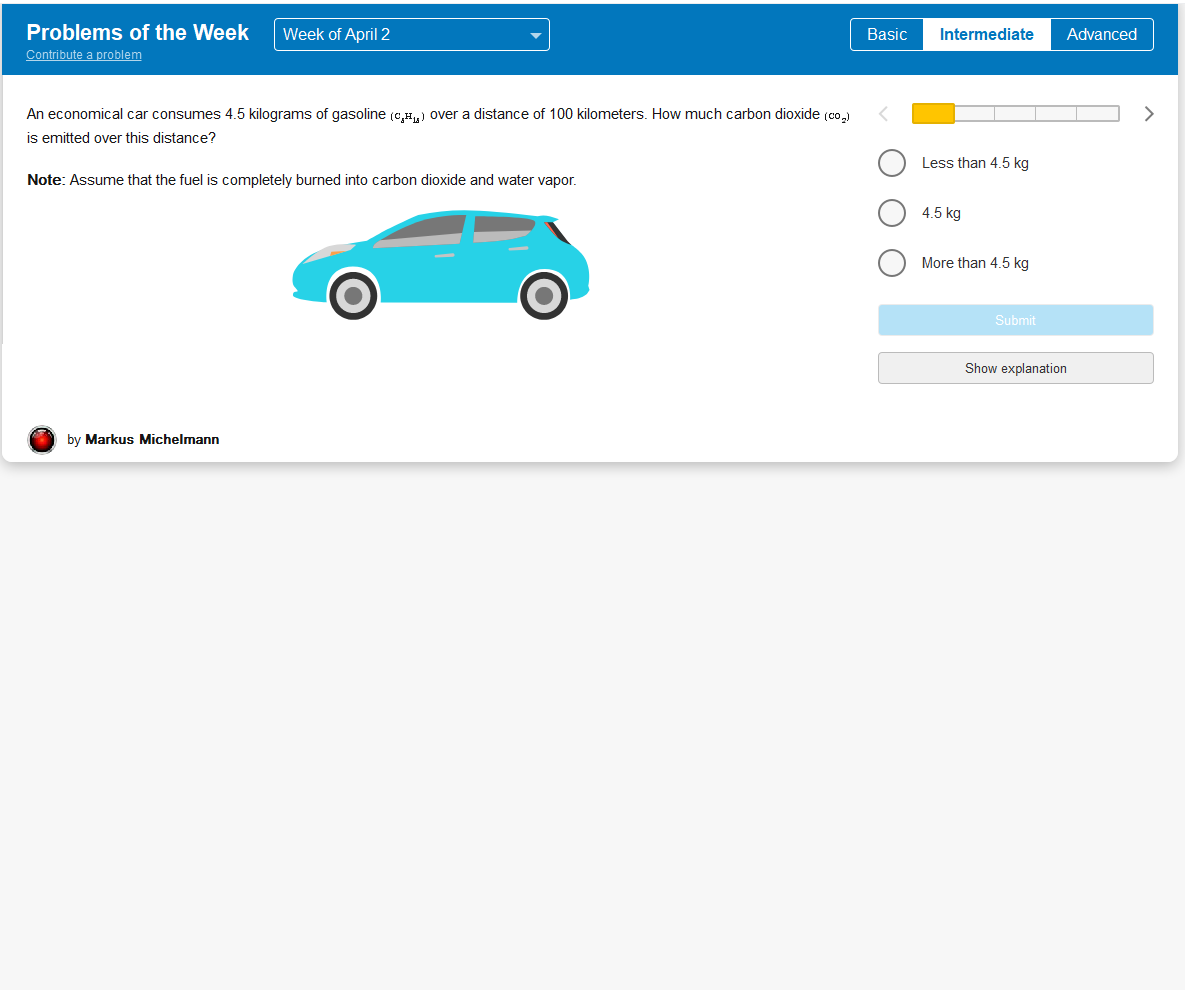 Problems of the Week
Week of April 2
Basic
Intermediate
Advanced
Contribute a problem
An economical car consumes 4.5 kilograms of gasoline (C₈H₁₈) over a distance of 100 kilometers. How much carbon dioxide (CO₂)
is emitted over this distance?
Note: Assume that the fuel is completely burned into carbon dioxide and water vapor.
Less than 4.5 kg
4.5 kg
More than 4.5 kg
Submit
Show explanation
by Markus Michelmann